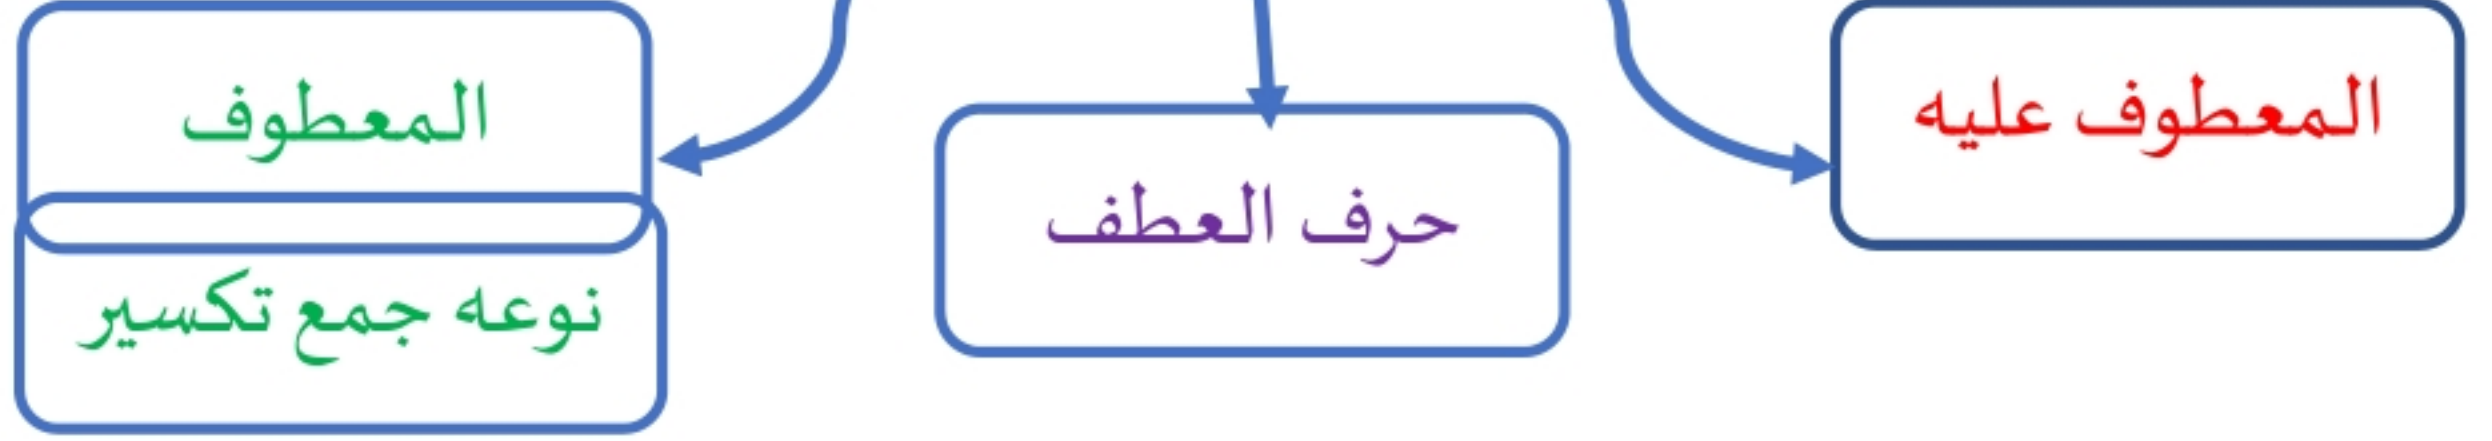 المعطوف عليه
حرف العطف
المعطوف
نوعه جمع تكسير